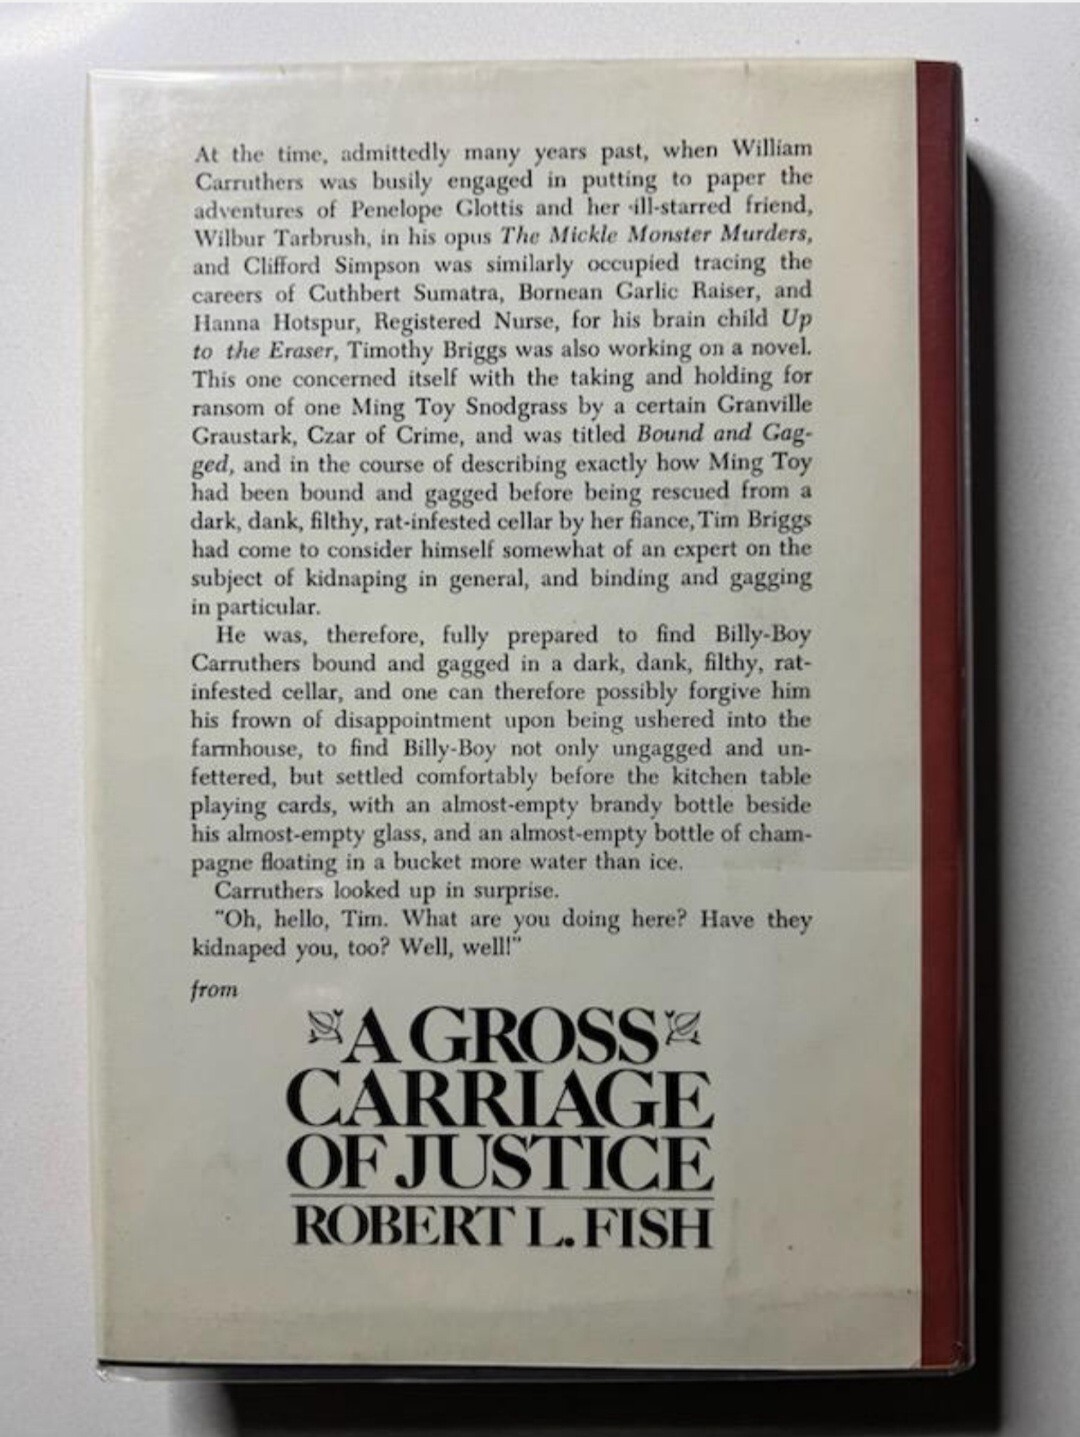 At the time, admittedly many years past, when William
Carruthers was busily engaged in putting to paper the
adventures of Penelope Glottis and her ill-starred friend,
Wilbur Tarbrush, in his opus The Mickle Monster Murders,
and Clifford Simpson was similarly occupied tracing the
careers of Cuthbert Sumatra, Bornean Garlic Raiser, and
Hanna Hotspur, Registered Nurse, for his brain child Up
to the Eraser, Timothy Briggs was also working on a novel.
This one concerned itself with the taking and holding for
ransom of one Ming Toy Snodgrass by a certain Granville
Graustark, Czar of Crime, and was titled Bound and Gag-
ged, and in the course of describing exactly how Ming Toy
had been bound and gagged before being rescued from a
dark, dank, filthy, rat-infested cellar by her fiance, Tim Briggs
had come to consider himself somewhat of an expert on the
subject of kidnaping in general, and binding and gagging
in particular.
He was, therefore, fully prepared to find Billy-Boy
Carruthers bound and gagged in a dark, dank, filthy, rat-
infested cellar, and one can therefore possibly forgive him
his frown of disappointment upon being ushered into the
farmhouse, to find Billy-Boy not only ungagged and un-
fettered, but settled comfortably before the kitchen table
playing cards, with an almost-empty brandy bottle beside
his almost-empty glass, and an almost-empty bottle of cham-
pagne floating in a bucket more water than ice.
Carruthers looked up in surprise.
"Oh, hello, Tim. What are you doing here? Have they
kidnaped you, too? Well, well!"
from
A GROSS
CARRIAGE
OF JUSTICE
ROBERT L. FISH